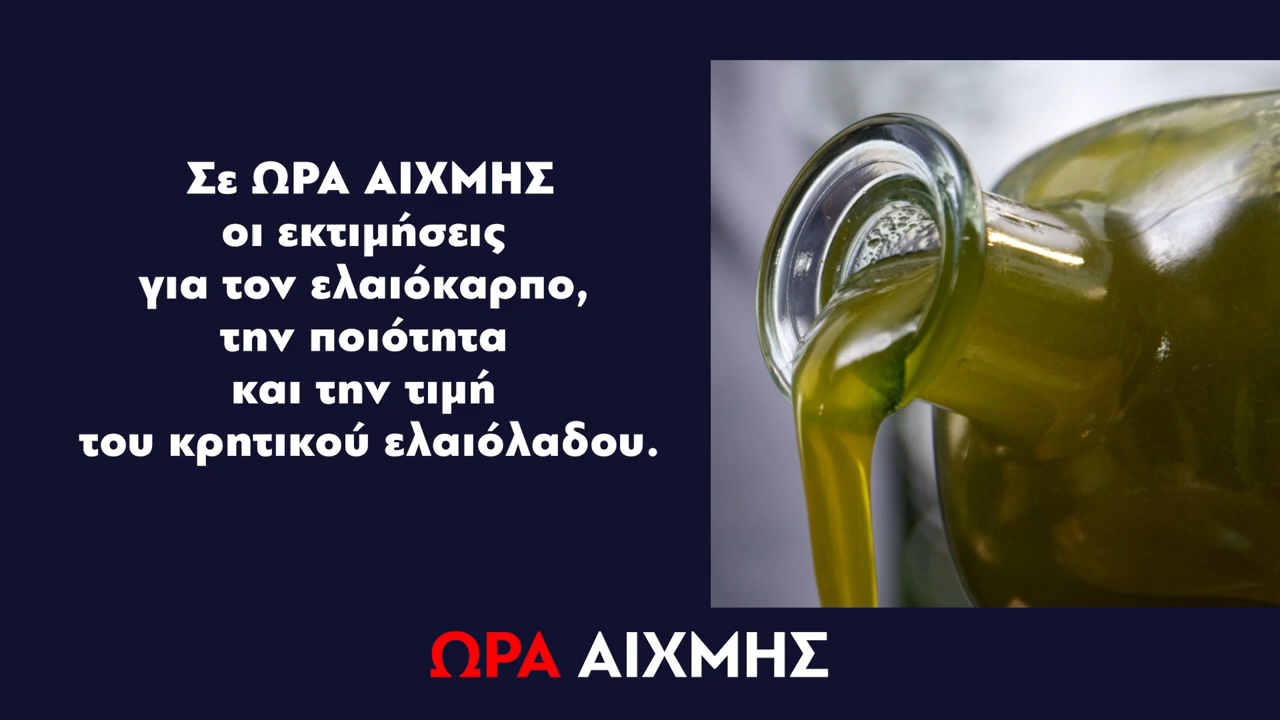 Σε ΩΡΑ ΑΙΧΜΗΣ
οι εκτιμήσεις
για τον ελαιόκαρπο,
την ποιότητα
και την τιμή
του κρητικού ελαιόλαδου.
ΩΡΑ ΑΙΧΜΗΣ